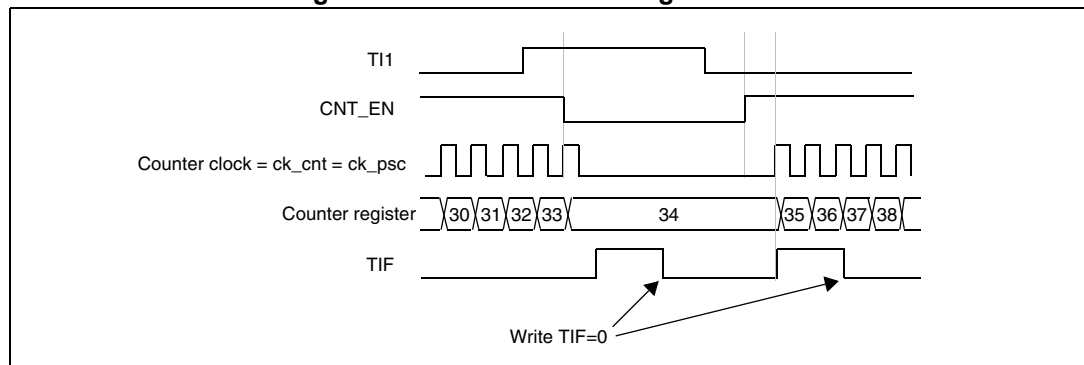 TI1
CNT_EN
Counter clock = ck_cnt = ck_psc
Counter register 30 31 32 33 34 35 36 37 38
TIF
Write TIF=0